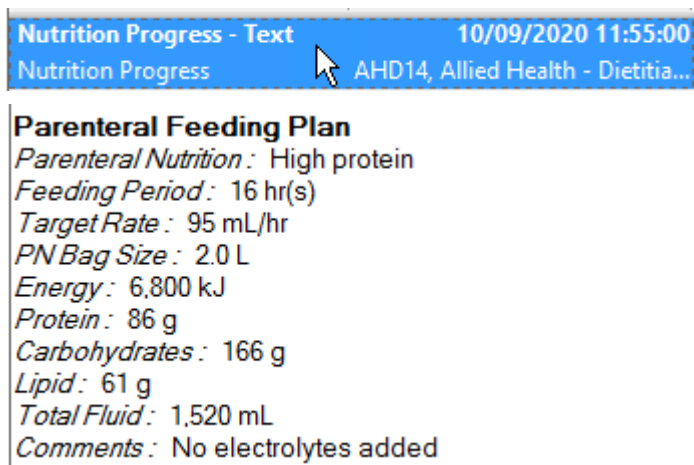 Nutrition Progress - Text 10/09/2020 11:55:00
Nutrition Progress AHD14, Allied Health - Dietitia...
Parenteral Feeding Plan
Parenteral Nutrition : High protein
Feeding Period : 16 hr(s)
Target Rate : 95 mL/hr
PN Bag Size : 2.0 L
Energy : 6,800 kJ
Protein : 86 g
Carbohydrates : 166 g
Lipid : 61 g
Total Fluid : 1,520 mL
Comments : No electrolytes added